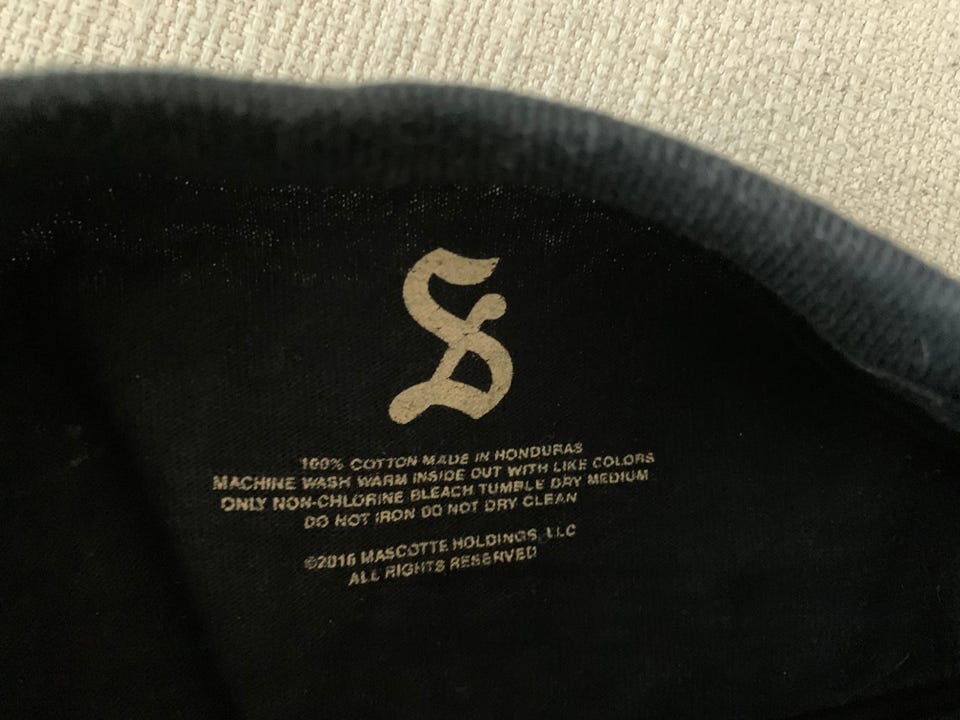 S
100% COTTON MADE IN HONDURAS
MACHINE WASH WARM INSIDE OUT WITH LIKE COLORS
ONLY NON-CHLORINE BLEACH TUMBLE DRY MEDIUM
DO NOT IRON DO NOT DRY CLEAN
©2016 MASCOTTE HOLDINGS, LLC
ALL RIGHTS RESERVED